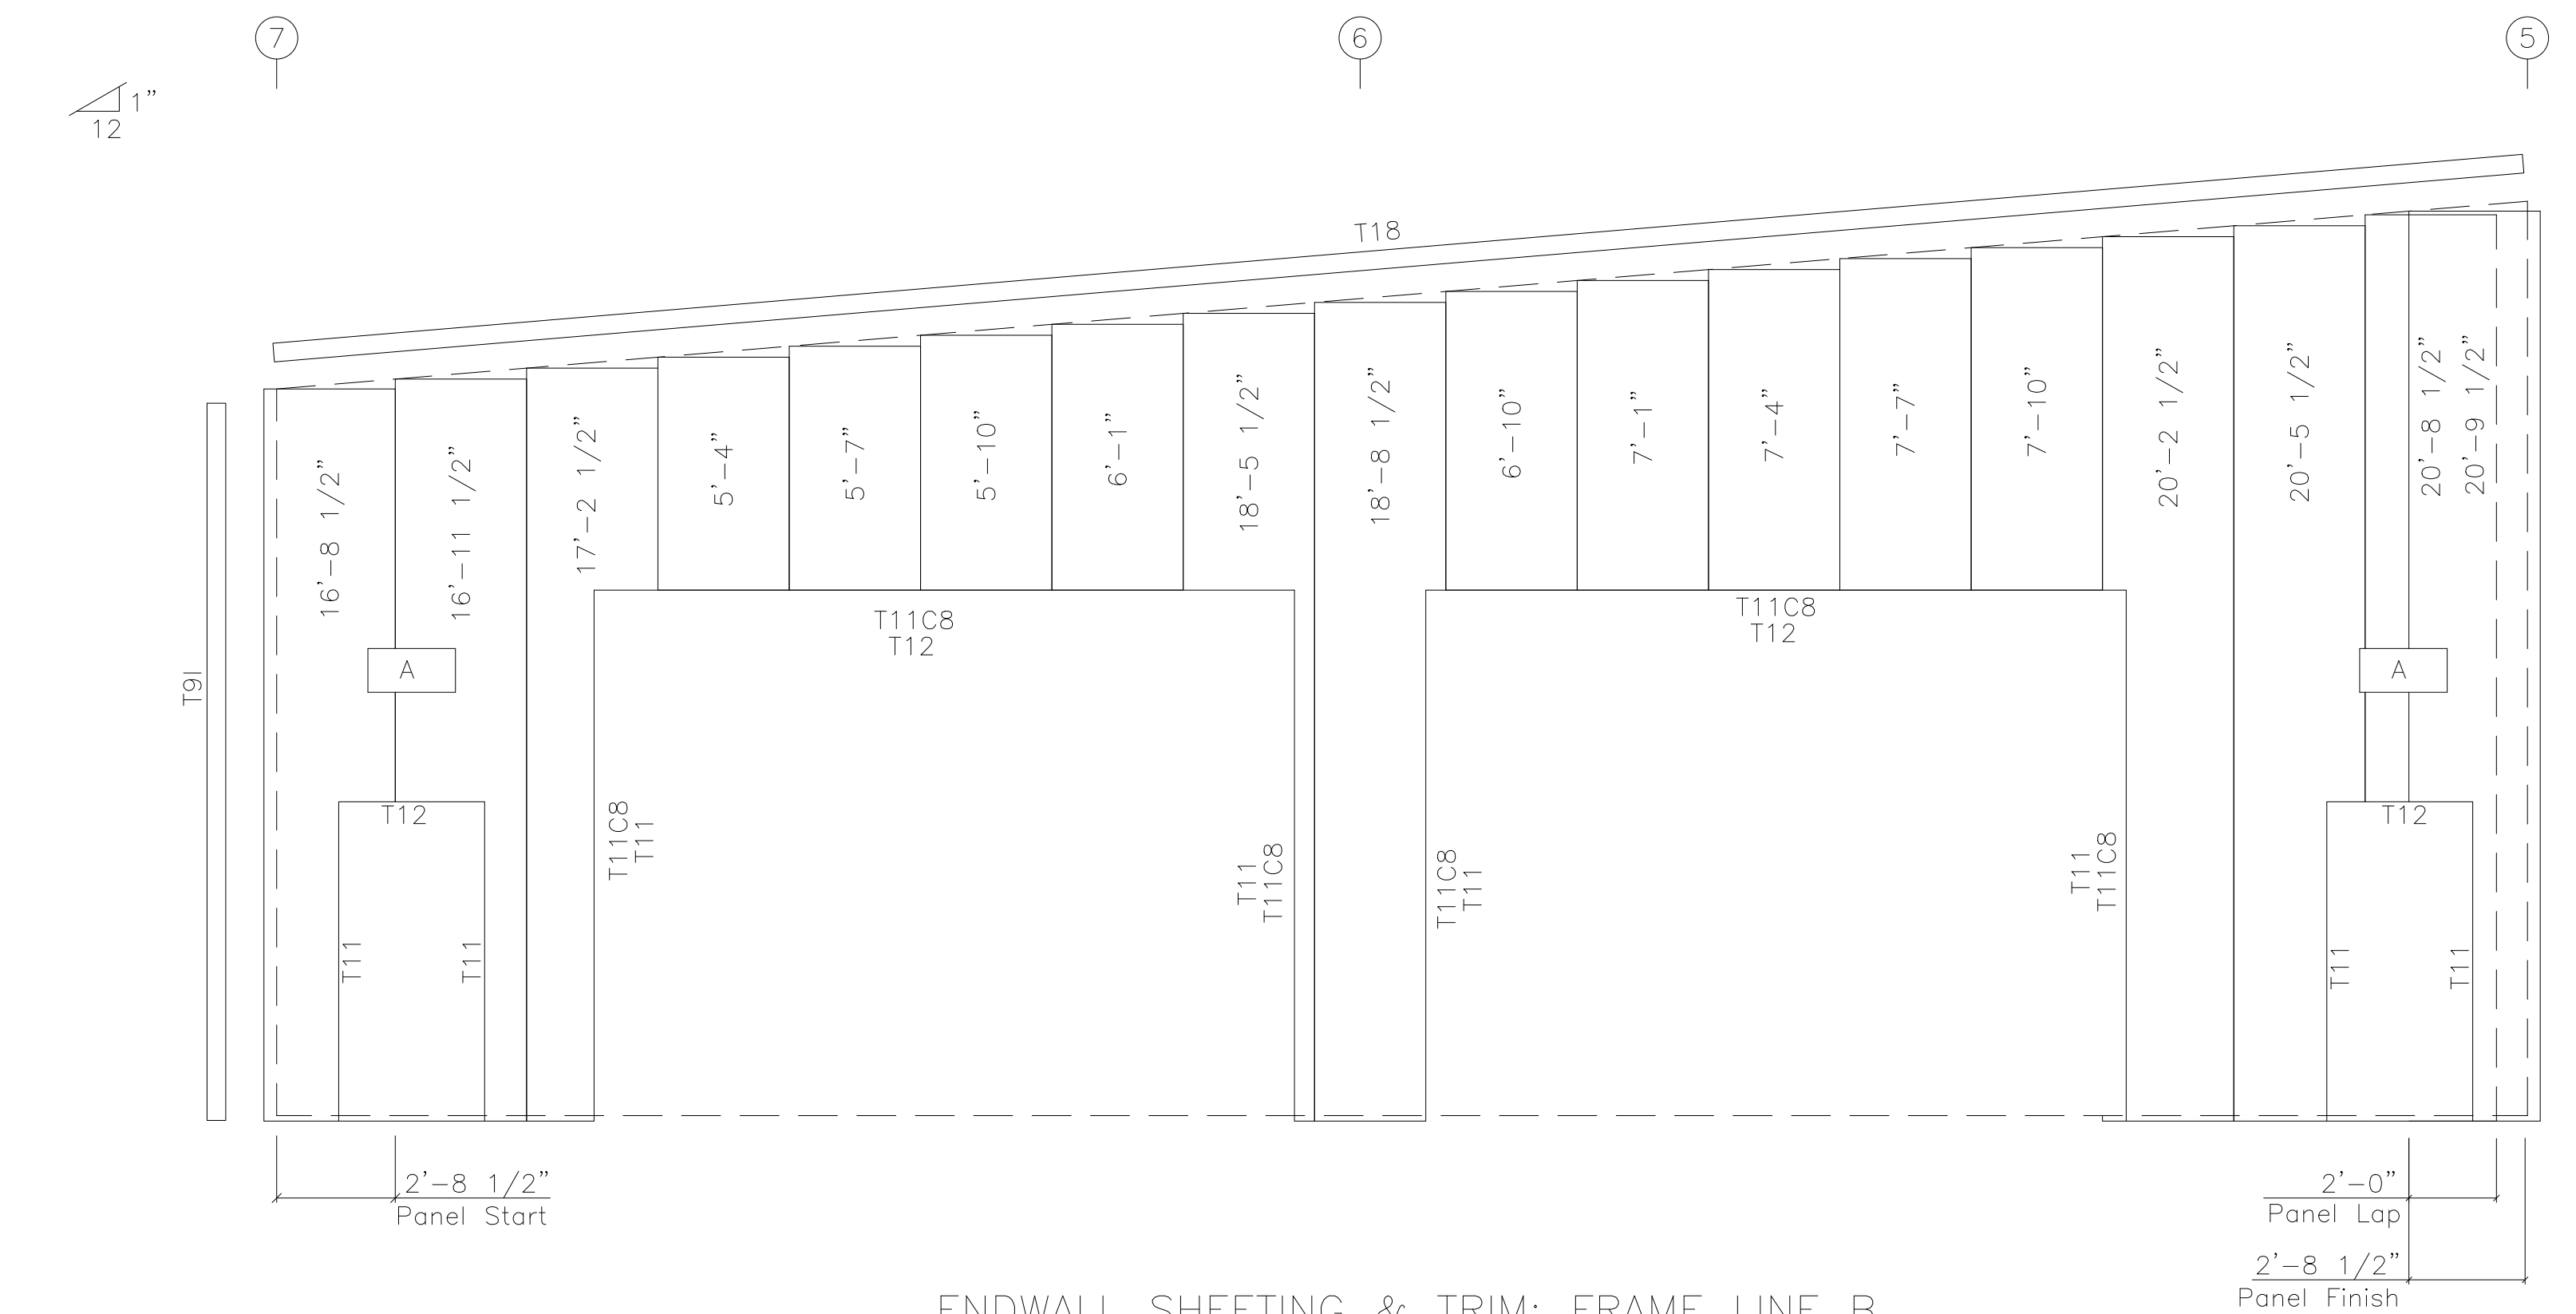 7
6
5
1”
12
T18
16’-8 1/2”
16’-11 1/2”
17’-2 1/2”
5’-4”
5’-7”
5’-10”
6’-1”
18’-5 1/2”
18’-8 1/2”
6’-10”
7’-1”
7’-4”
7’-7”
7’-10”
20’-2 1/2”
20’-5 1/2”
20’-8 1/2”
20’-9 1/2”
T9I
A
A
T11C8
T12
T11C8
T12
T12
T11
T11
T11C8
T11
T11
T11C8
T11C8
T11
T11
T11C8
T12
T11
T11
2’-8 1/2”
Panel Start
2’-0”
Panel Lap
2’-8 1/2”
Panel Finish
ENDWALL SHEETING & TRIM: FRAME LINE B